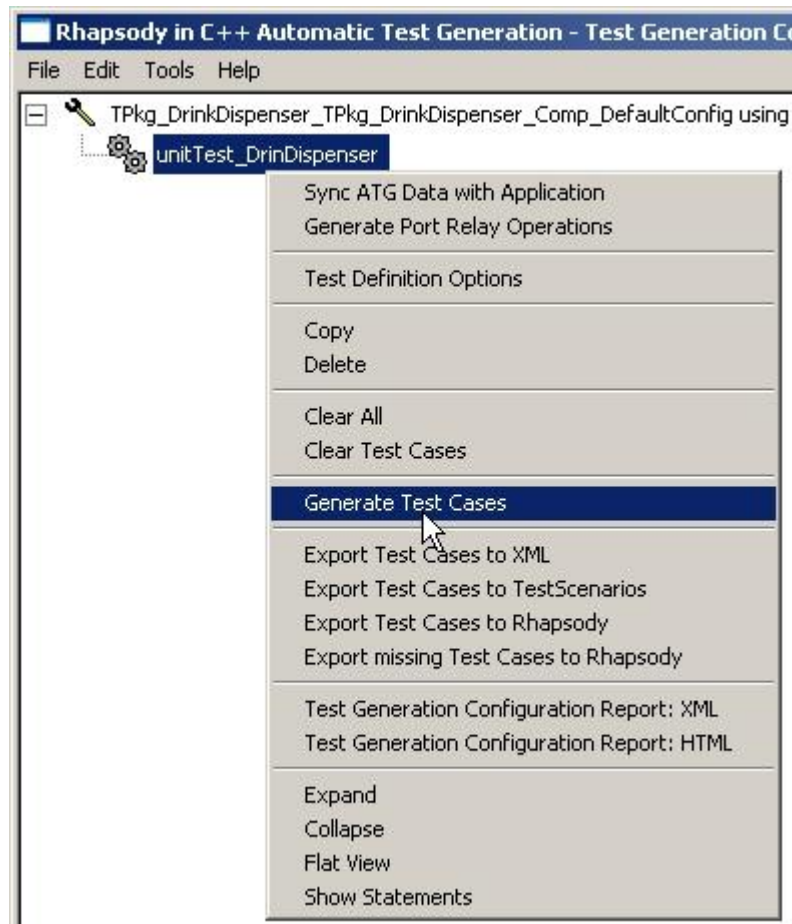 Rhapsody in C++ Automatic Test Generation - Test Generation
File Edit Tools Help
TPkg_DrinkDispenser_TPkg_DrinkDispenser_Comp_DefaultConfig using
unitTest_DrinDispenser
Sync ATG Data with Application
Generate Port Relay Operations
Test Definition Options
Copy
Delete
Clear All
Clear Test Cases
Generate Test Cases
Export Test Cases to XML
Export Test Cases to TestScenarios
Export Test Cases to Rhapsody
Export missing Test Cases to Rhapsody
Test Generation Configuration Report: XML
Test Generation Configuration Report: HTML
Expand
Collapse
Flat View
Show Statements